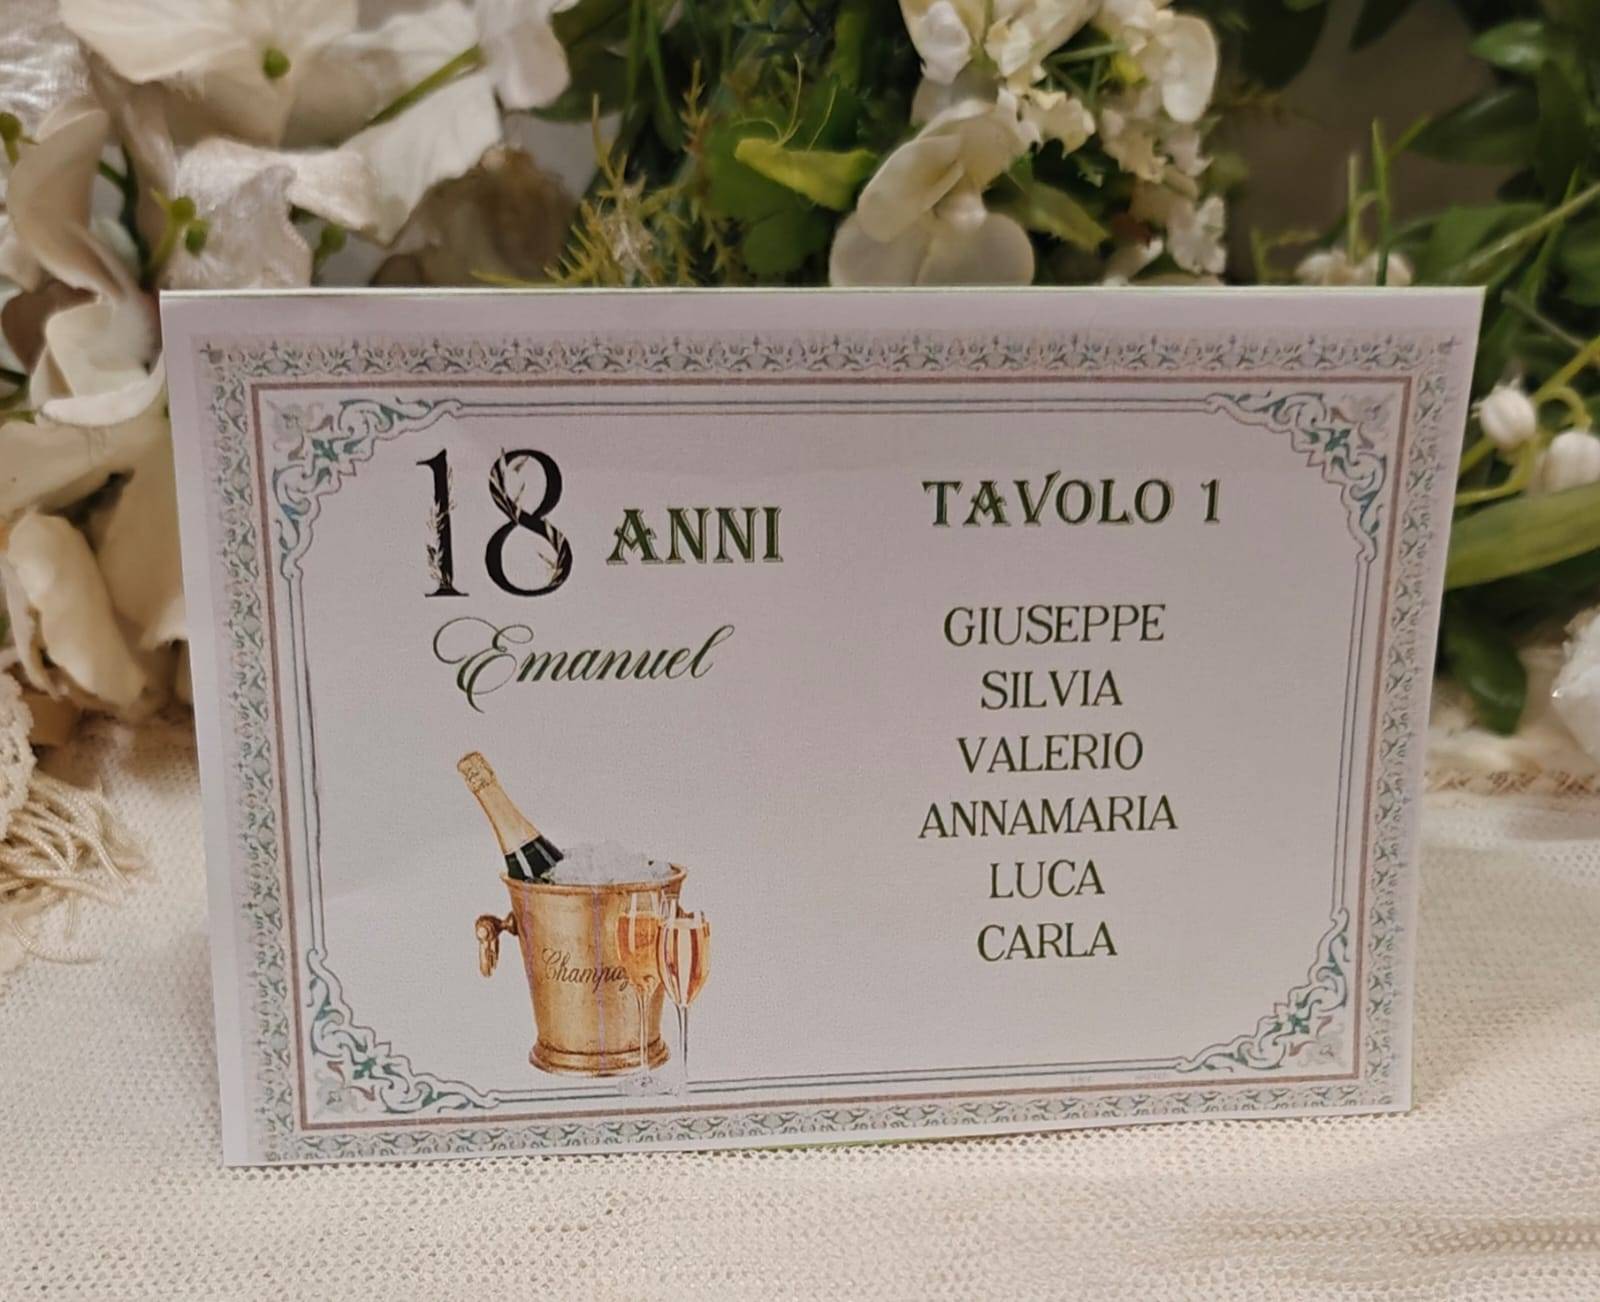 18 ANNI
Emanuel
TAVOLO 1
GIUSEPPE
SILVIA
VALERIO
ANNAMARIA
LUCA
CARLA